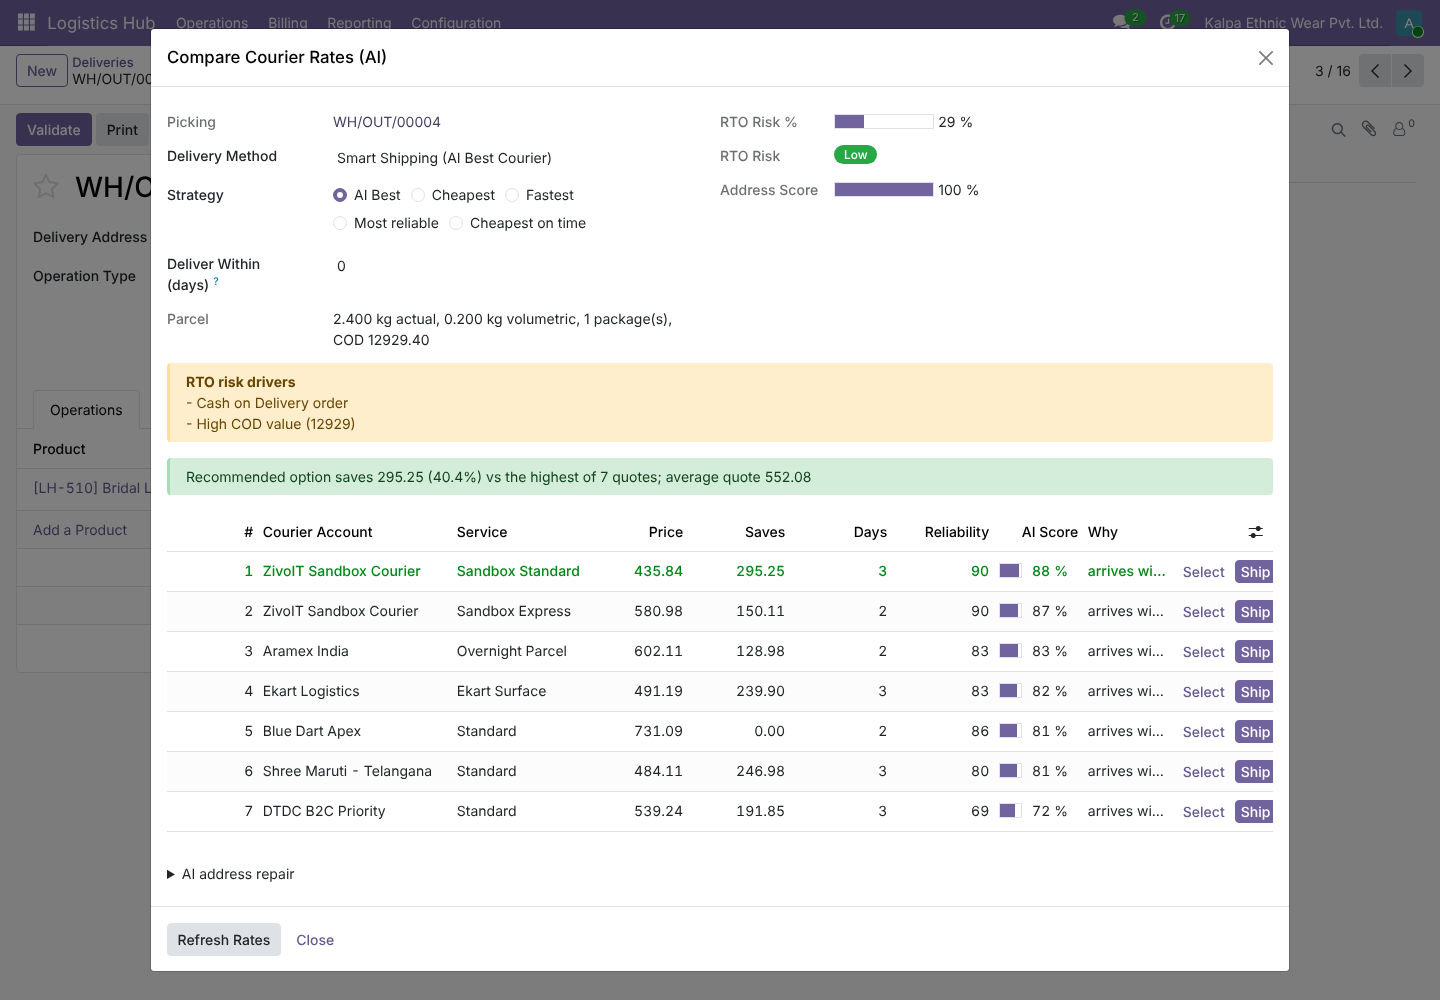 Logistics Hub Operations Billing Reporting Configuration 2 17 Kalpa Ethnic Wear Pvt. Ltd. A
New Deliveries
WH/OUT/00
3 / 16
Validate Print
0
WH/O
Delivery Address
Operation Type
Operations
Product
[LH-510] Bridal L
Add a Product
Compare Courier Rates (AI)
Picking WH/OUT/00004
Delivery Method Smart Shipping (AI Best Courier)
Strategy AI Best Cheapest Fastest
Most reliable Cheapest on time
Deliver Within
(days) ? 0
Parcel 2.400 kg actual, 0.200 kg volumetric, 1 package(s),
COD 12929.40
RTO Risk % 29 %
RTO Risk Low
Address Score 100 %
RTO risk drivers
- Cash on Delivery order
- High COD value (12929)
Recommended option saves 295.25 (40.4%) vs the highest of 7 quotes; average quote 552.08
# Courier Account Service Price Saves Days Reliability AI Score Why
1 ZivoIT Sandbox Courier Sandbox Standard 435.84 295.25 3 90 88 % arrives wi... Select Ship
2 ZivoIT Sandbox Courier Sandbox Express 580.98 150.11 2 90 87 % arrives wi... Select Ship
3 Aramex India Overnight Parcel 602.11 128.98 2 83 83 % arrives wi... Select Ship
4 Ekart Logistics Ekart Surface 491.19 239.90 3 83 82 % arrives wi... Select Ship
5 Blue Dart Apex Standard 731.09 0.00 2 86 81 % arrives wi... Select Ship
6 Shree Maruti - Telangana Standard 484.11 246.98 3 80 81 % arrives wi... Select Ship
7 DTDC B2C Priority Standard 539.24 191.85 3 69 72 % arrives wi... Select Ship
AI address repair
Refresh Rates Close